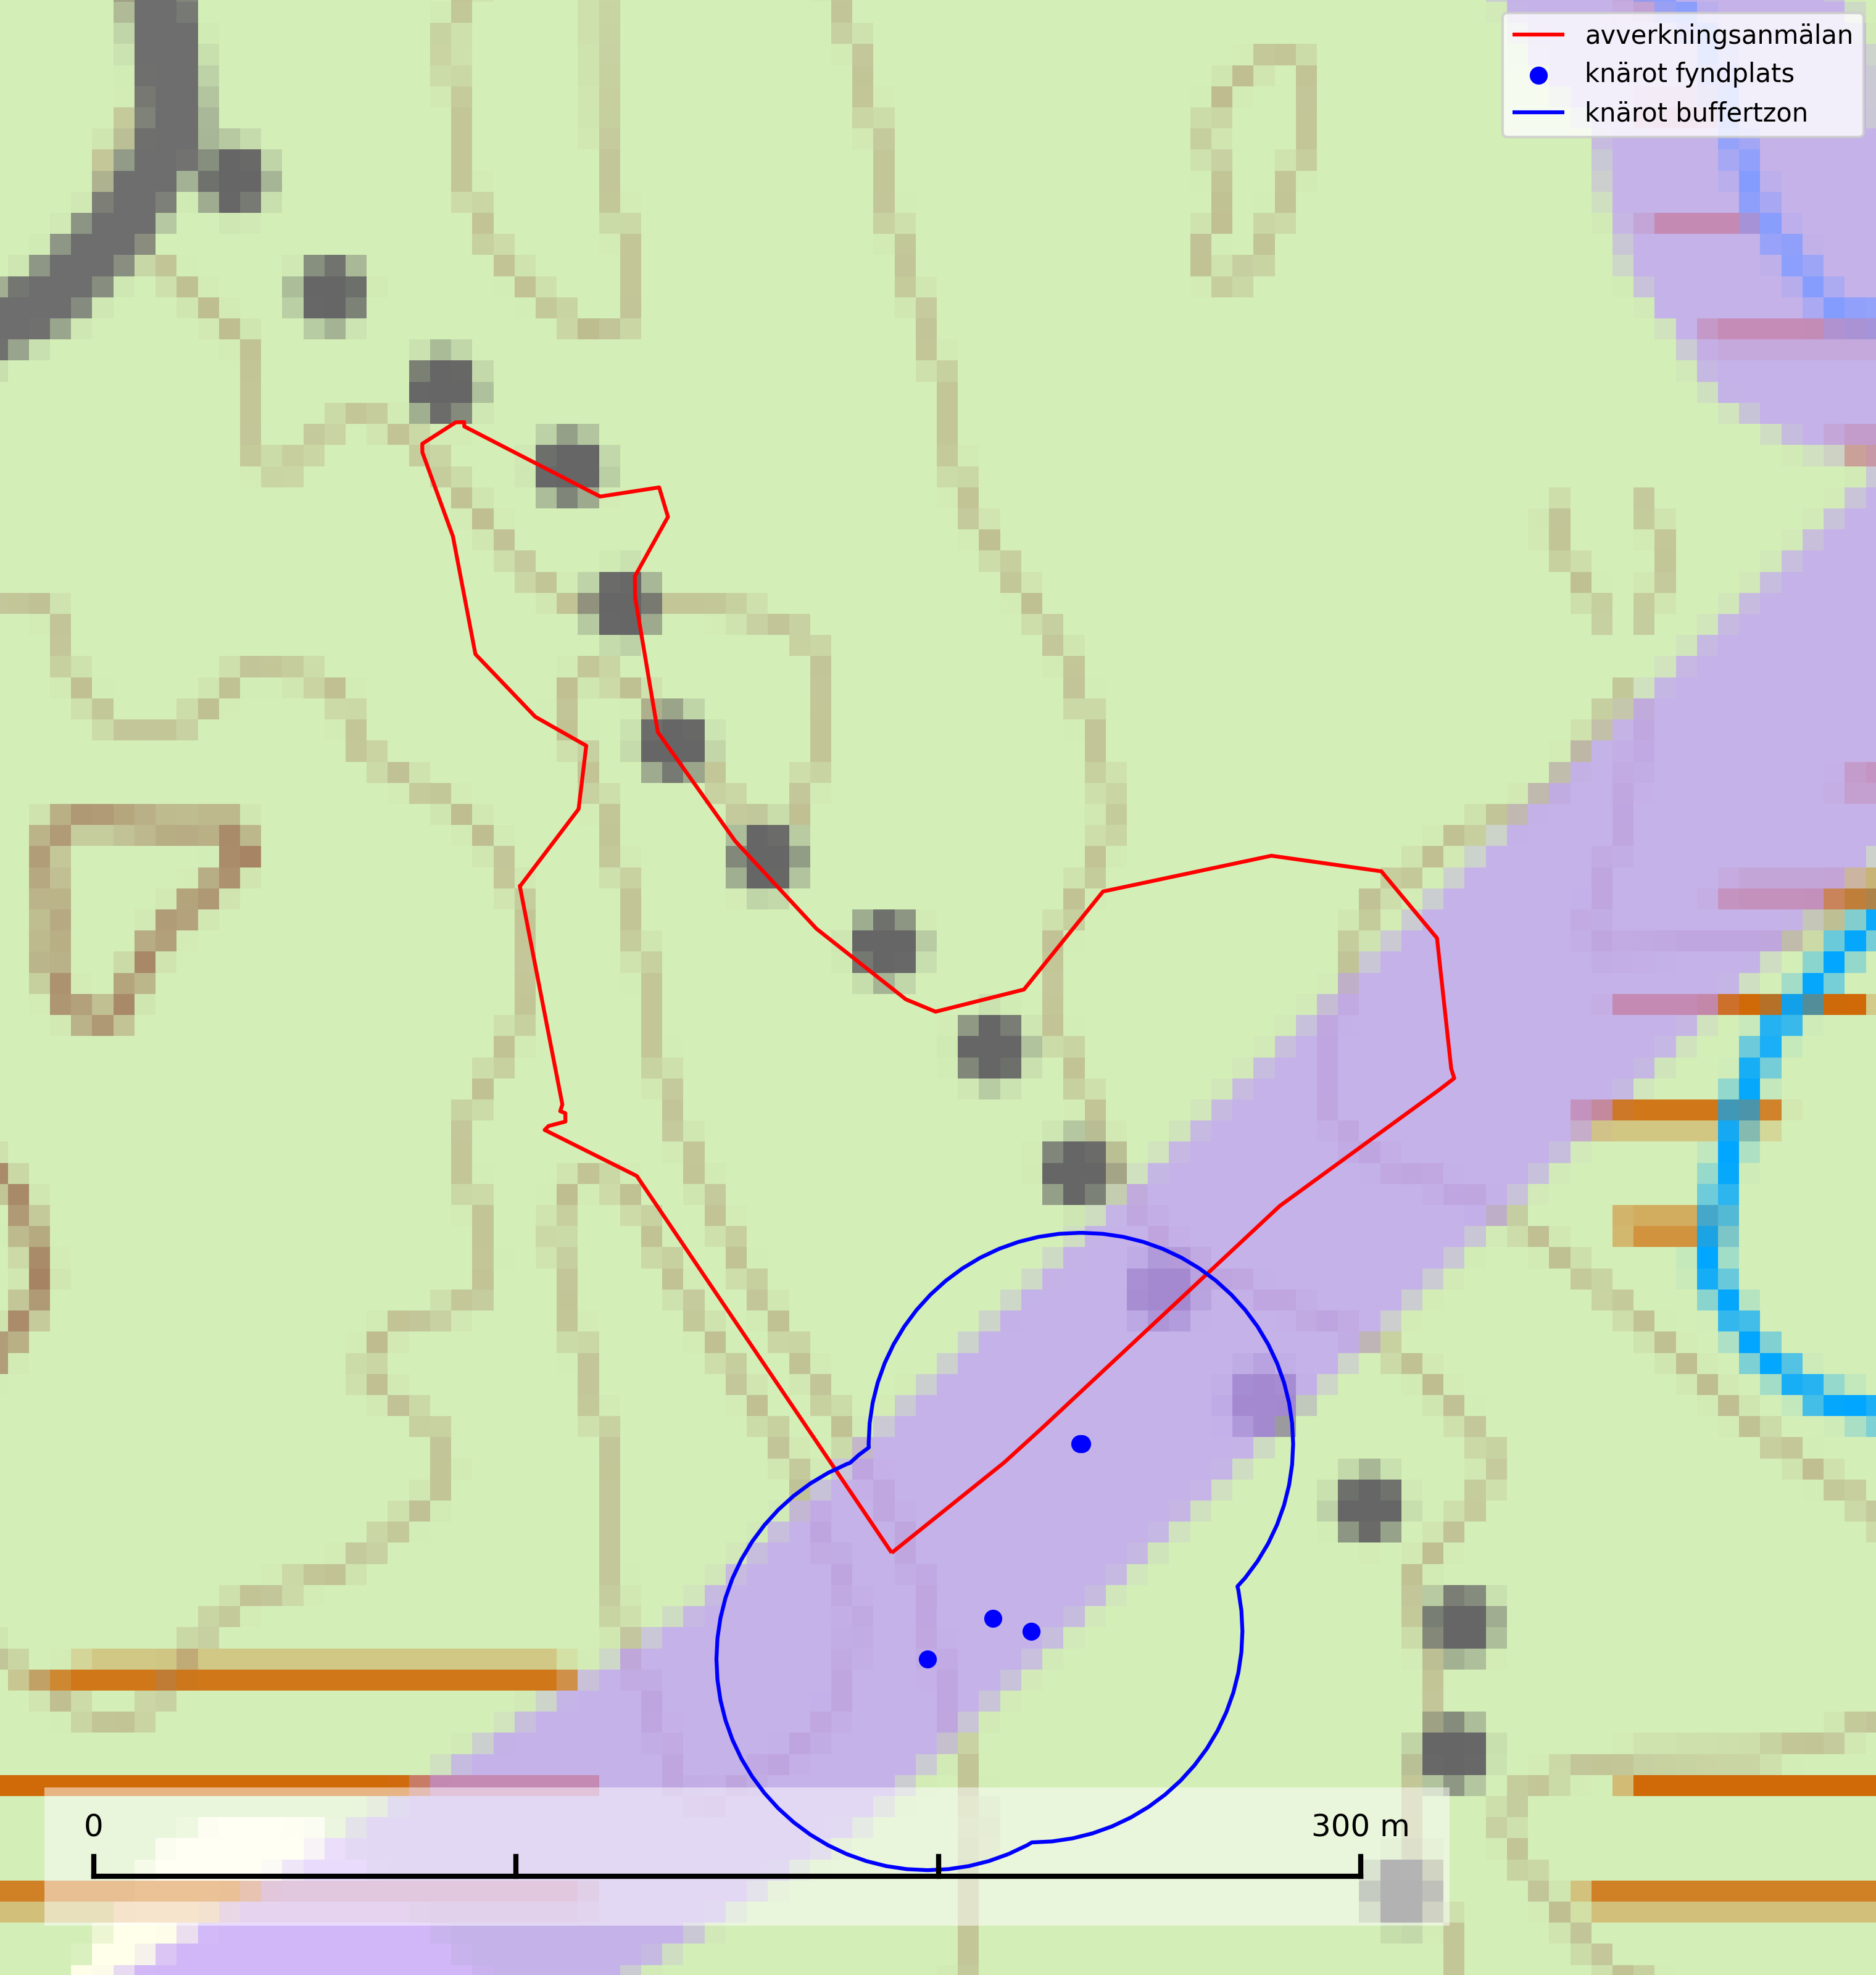 avverkningsanmälan
knärot fyndplats
knärot buffertzon
0
300 m